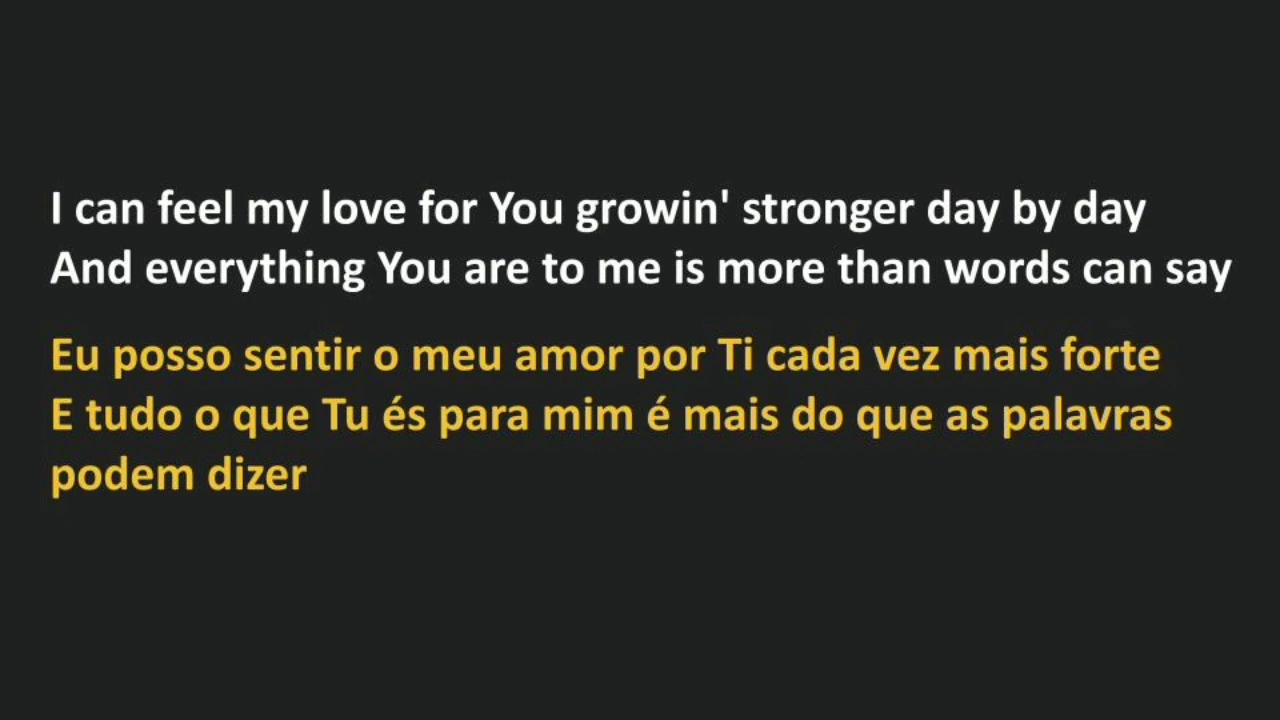 I can feel my love for You growin' stronger day by day
And everything You are to me is more than words can say
Eu posso sentir o meu amor por Ti cada vez mais forte
E tudo o que Tu és para mim é mais do que as palavras
podem dizer